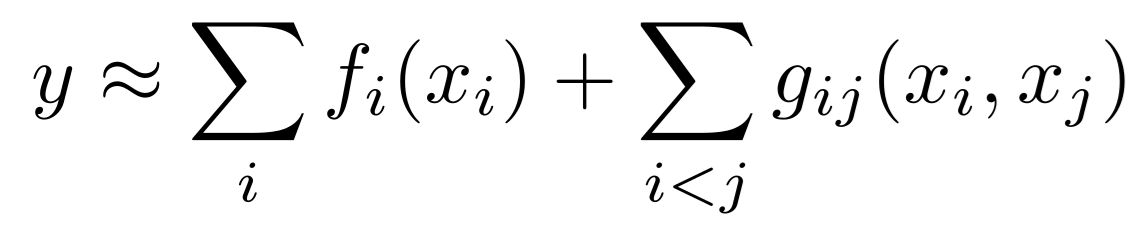 y ≈ ∑_i f_i(x_i) + ∑_{i<j} g_{ij}(x_i, x_j)